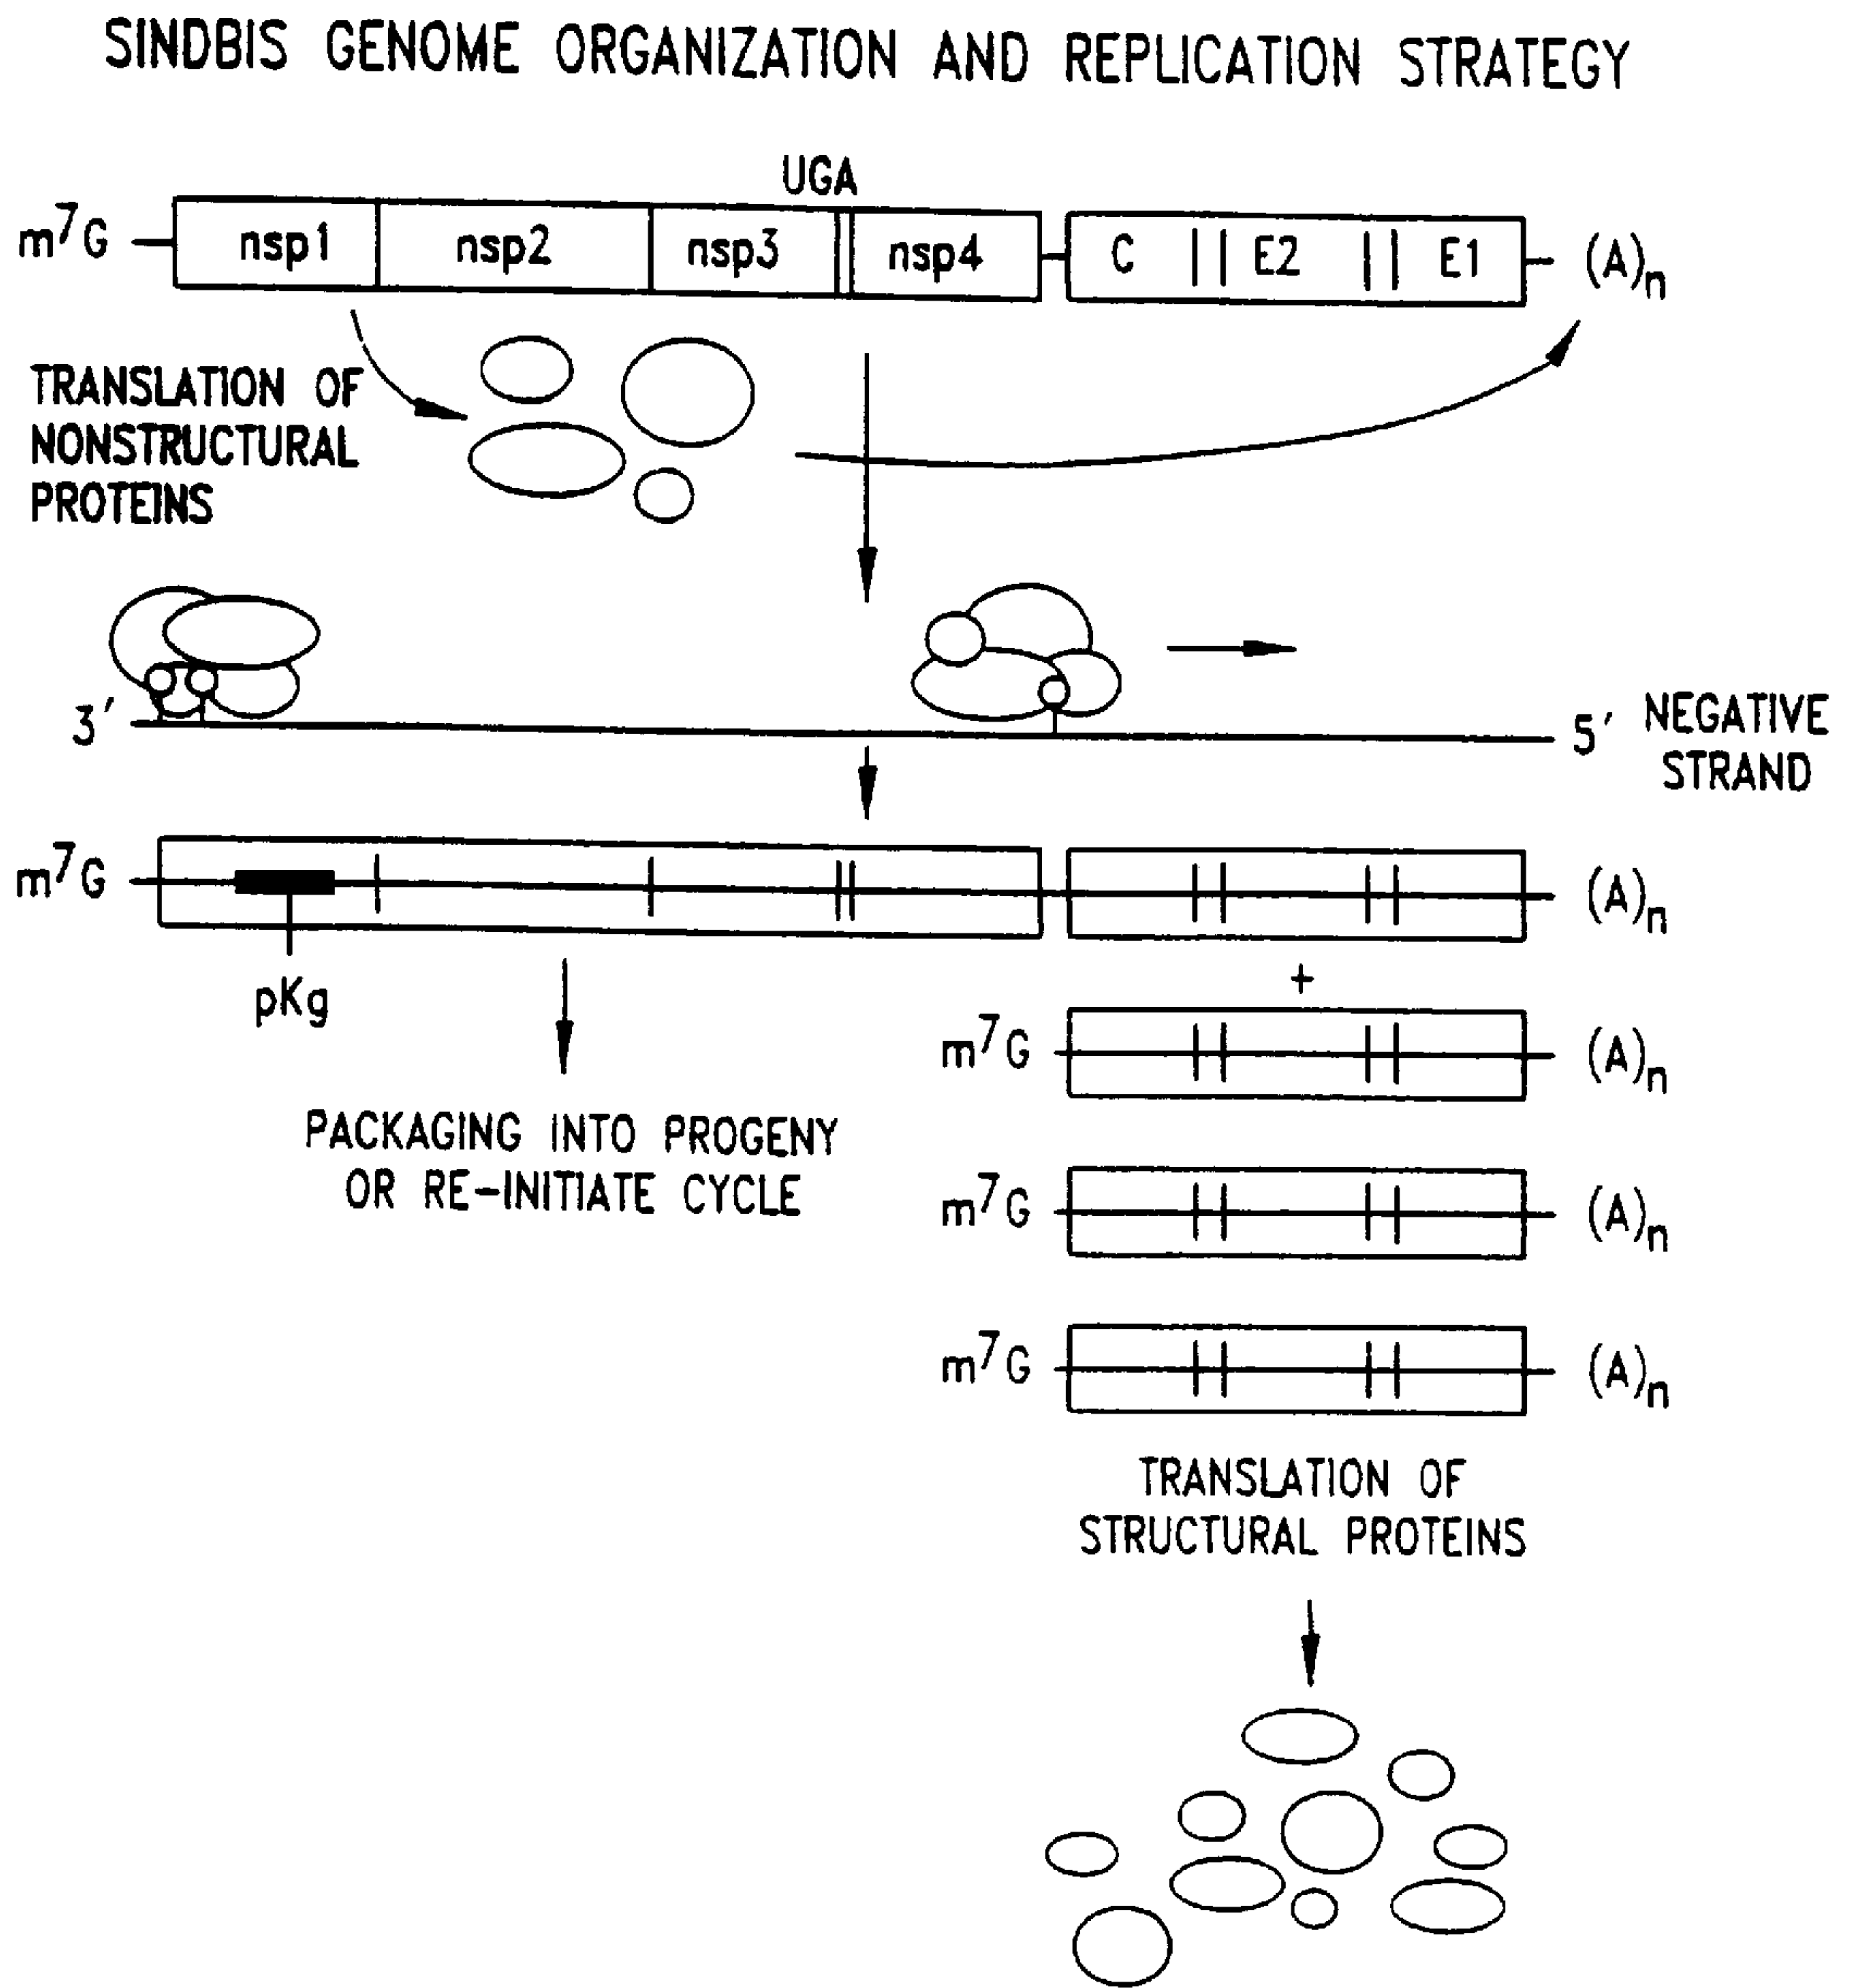 SINDBIS GENOME ORGANIZATION AND REPLICATION STRATEGY
UGA
m⁷G nsp1 nsp2 nsp3 nsp4 C E2 E1 (A)ₙ
TRANSLATION OF
NONSTRUCTURAL
PROTEINS
3' 5' NEGATIVE
STRAND
m⁷G (A)ₙ
pKg
+
m⁷G (A)ₙ
PACKAGING INTO PROGENY
OR RE-INITIATE CYCLE
m⁷G (A)ₙ
m⁷G (A)ₙ
TRANSLATION OF
STRUCTURAL PROTEINS